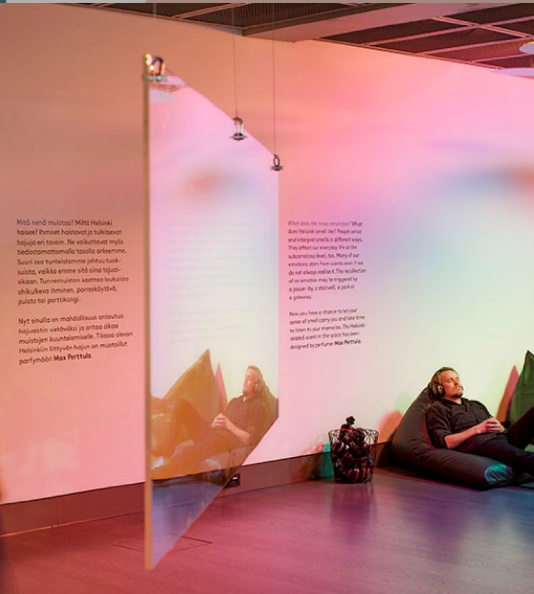 Mitä nenä muistaa? Miltä Helsinki
haisee? Ihmiset haistavat ja tulkitsevat
hajuja eri tavoin. Ne vaikuttavat myös
tiedostamattomalla tasolla arkeemme.
Suuri osa tunteistamme johtuu tuok-
suista, vaikka emme sitä aina tajuai-
sikaan. Tunnemuiston saattaa laukaista
ohikulkeva ihminen, porraskäytävä,
puisto tai porttikongi.
Nyt sinulla on mahdollisuus antautua
hajuaistin vietäväksi ja antaa aikaa
muistojen kuuntelemiselle. Tilassa olevan
Helsinkiin liittyvän hajun on muotoillut
parfymööri Max Perttula.
What does the nose remember? What
does Helsinki smell like? People sense
and interpret smells in different ways.
They affect our everyday life at the
subconscious level, too. Many of our
emotions stem from scents even if we
do not always realise it. The recollection
of an emotion may be triggered by
a passer-by, a stairwell, a park or
a gateway.
Now you have a chance to let your
sense of smell carry you and take time
to listen to your memories. The Helsinki-
related scent in the space has been
designed by perfumer Max Perttula.